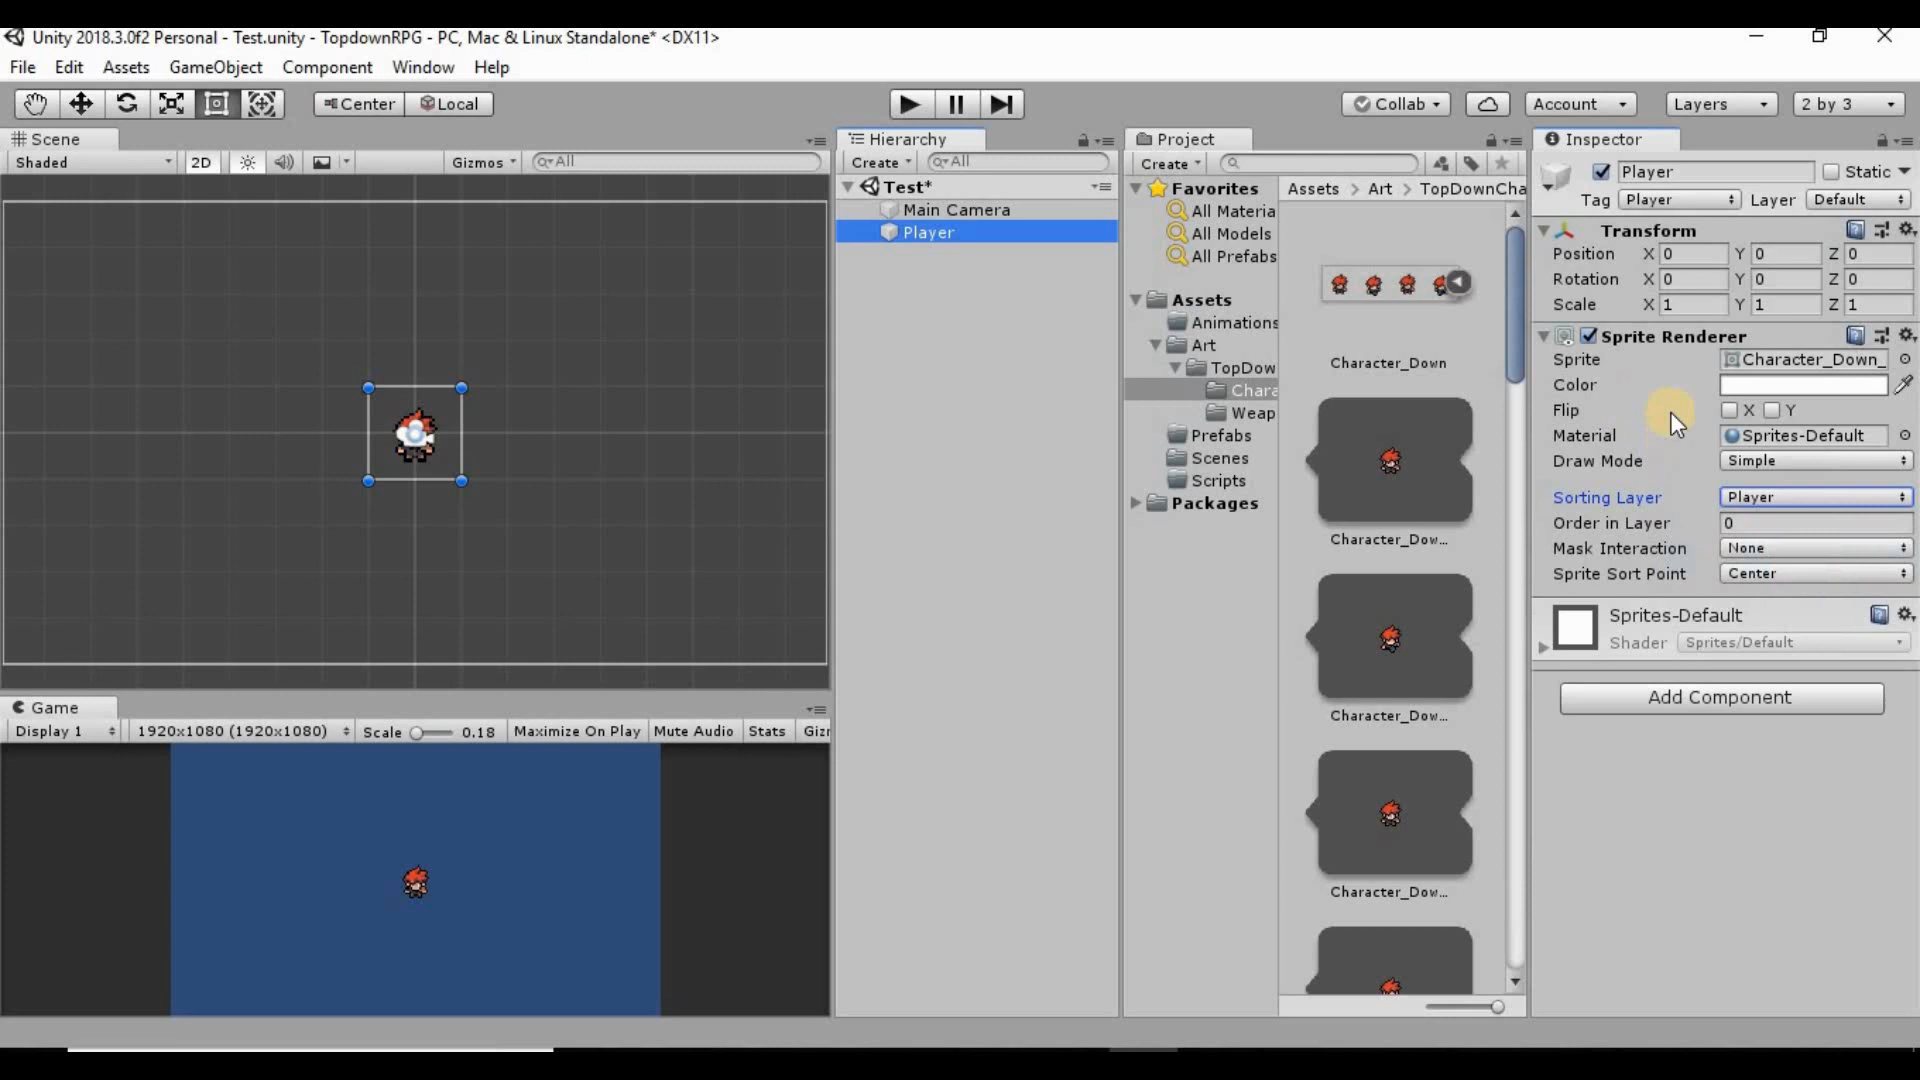 Unity 2018.3.0f2 Personal - Test.unity - TopdownRPG - PC, Mac & Linux Standalone* <DX11>
File Edit Assets GameObject Component Window Help
Center Local Collab Account Layers 2 by 3
Scene
Shaded 2D Gizmos All
Hierarchy
Create All
Test*
Main Camera
Player
Project
Create
Favorites
All Materia
All Models
All Prefabs
Assets
Animations
Art
TopDow
Chara
Weap
Prefabs
Scenes
Scripts
Packages
Assets > Art > TopDownCha
Character_Down
Character_Dow...
Character_Dow...
Character_Dow...
Inspector
Player Static
Tag Player Layer Default
Transform
Position X 0 Y 0 Z 0
Rotation X 0 Y 0 Z 0
Scale X 1 Y 1 Z 1
Sprite Renderer
Sprite Character_Down_
Color
Flip X Y
Material Sprites-Default
Draw Mode Simple
Sorting Layer Player
Order in Layer 0
Mask Interaction None
Sprite Sort Point Center
Sprites-Default
Shader Sprites/Default
Add Component
Game
Display 1 1920x1080 (1920x1080) Scale 0.18 Maximize On Play Mute Audio Stats Giz